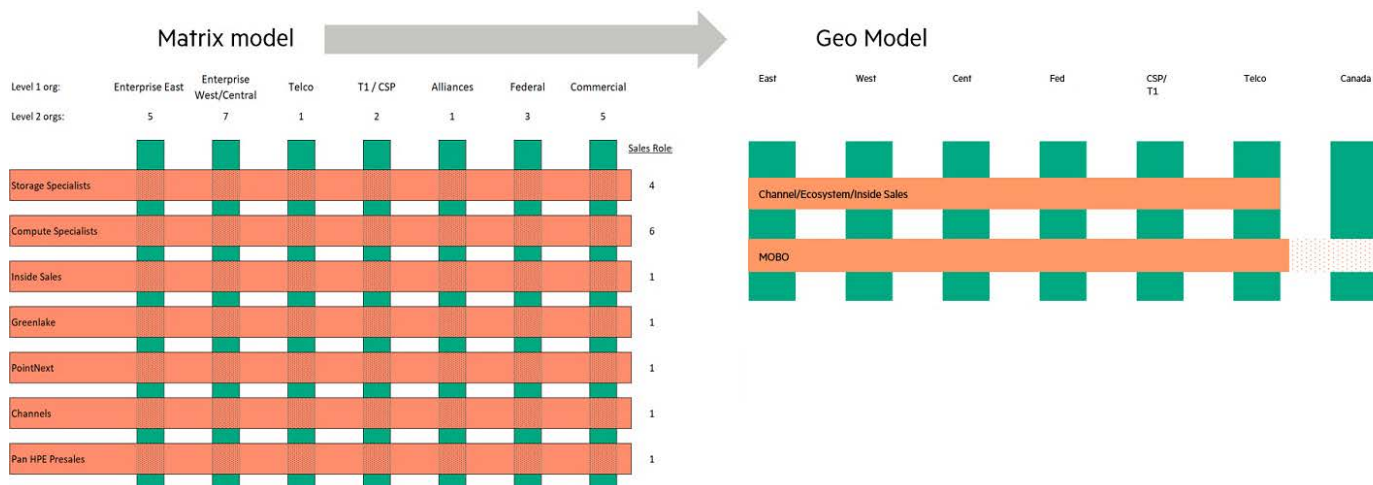 Matrix model
Geo Model
Level 1 org:
Enterprise East
Enterprise
West/Central
Telco
T1 / CSP
Alliances
Federal
Commercial
Level 2 orgs:
5
7
1
2
1
3
5
Sales Role
Storage Specialists
4
Compute Specialists
6
Inside Sales
1
Greenlake
1
PointNext
1
Channels
1
Pan HPE Presales
1
East
West
Cent
Fed
CSP/
T1
Telco
Canada
Channel/Ecosystem/Inside Sales
MOBO